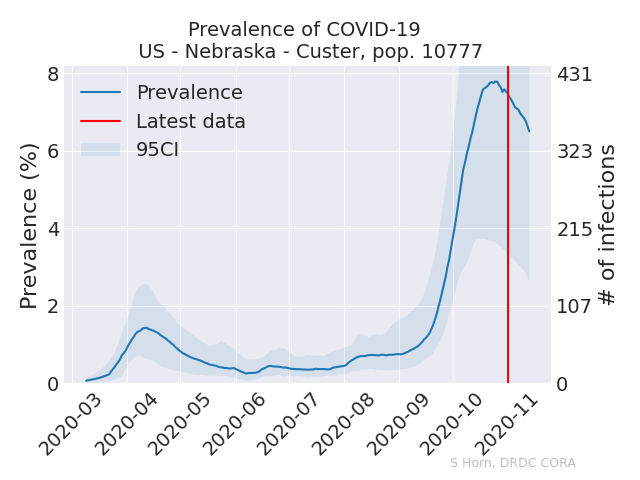 Prevalence of COVID-19
US - Nebraska - Custer, pop. 10777
Prevalence
Latest data
95CI
Prevalence (%)
8
6
4
2
0
431
323
215
107
0
# of infections
2020-03
2020-04
2020-05
2020-06
2020-07
2020-08
2020-09
2020-10
2020-11
S Horn, DRDC CORA